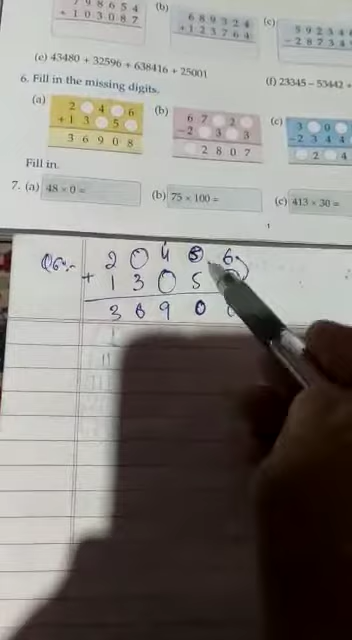 7 9 8 6 5 4
+ 1 0 3 0 8 7
(b)
6 8 9 3 2 4
+ 1 2 3 7 6 4
(c)
5 9 2 3 4
- 2 8 7 3 4
(e) 43480 + 32596 + 638416 + 25001
(f) 23345 - 53442 +
6. Fill in the missing digits.
(a)
2 4 6
+ 1 3 5
3 6 9 0 8
(b)
6 7 2
- 2 3 3
2 8 0 7
(c)
3 0
- 2 3 4 4
2 4
Fill in.
7. (a) 48 × 0 =
(b) 75 × 100 =
(c) 413 × 30 =
1
Q6:-
2 4 5 6
+ 1 3 5
3 6 9 0